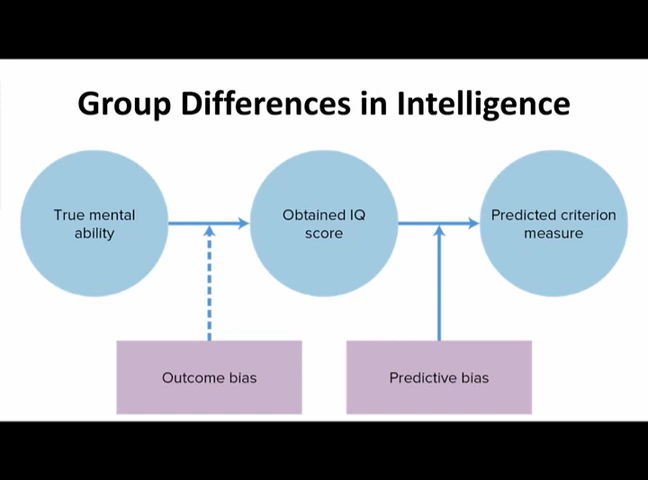 Group Differences in Intelligence
True mental
ability
Obtained IQ
score
Predicted criterion
measure
Outcome bias
Predictive bias